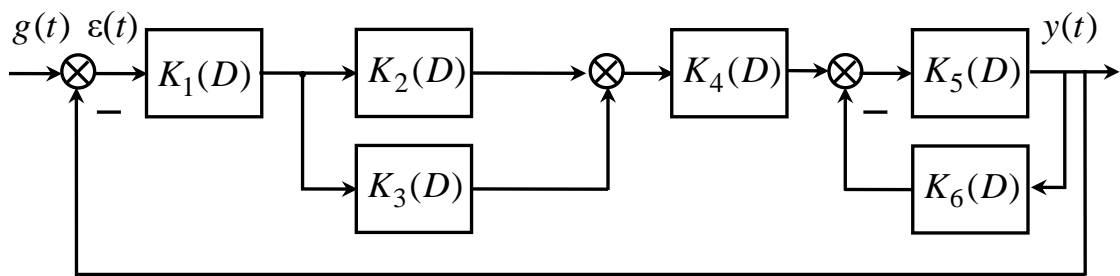 g(t) ε(t) y(t)
K₁(D) K₂(D) K₄(D) K₅(D)
− −
K₃(D) K₆(D)